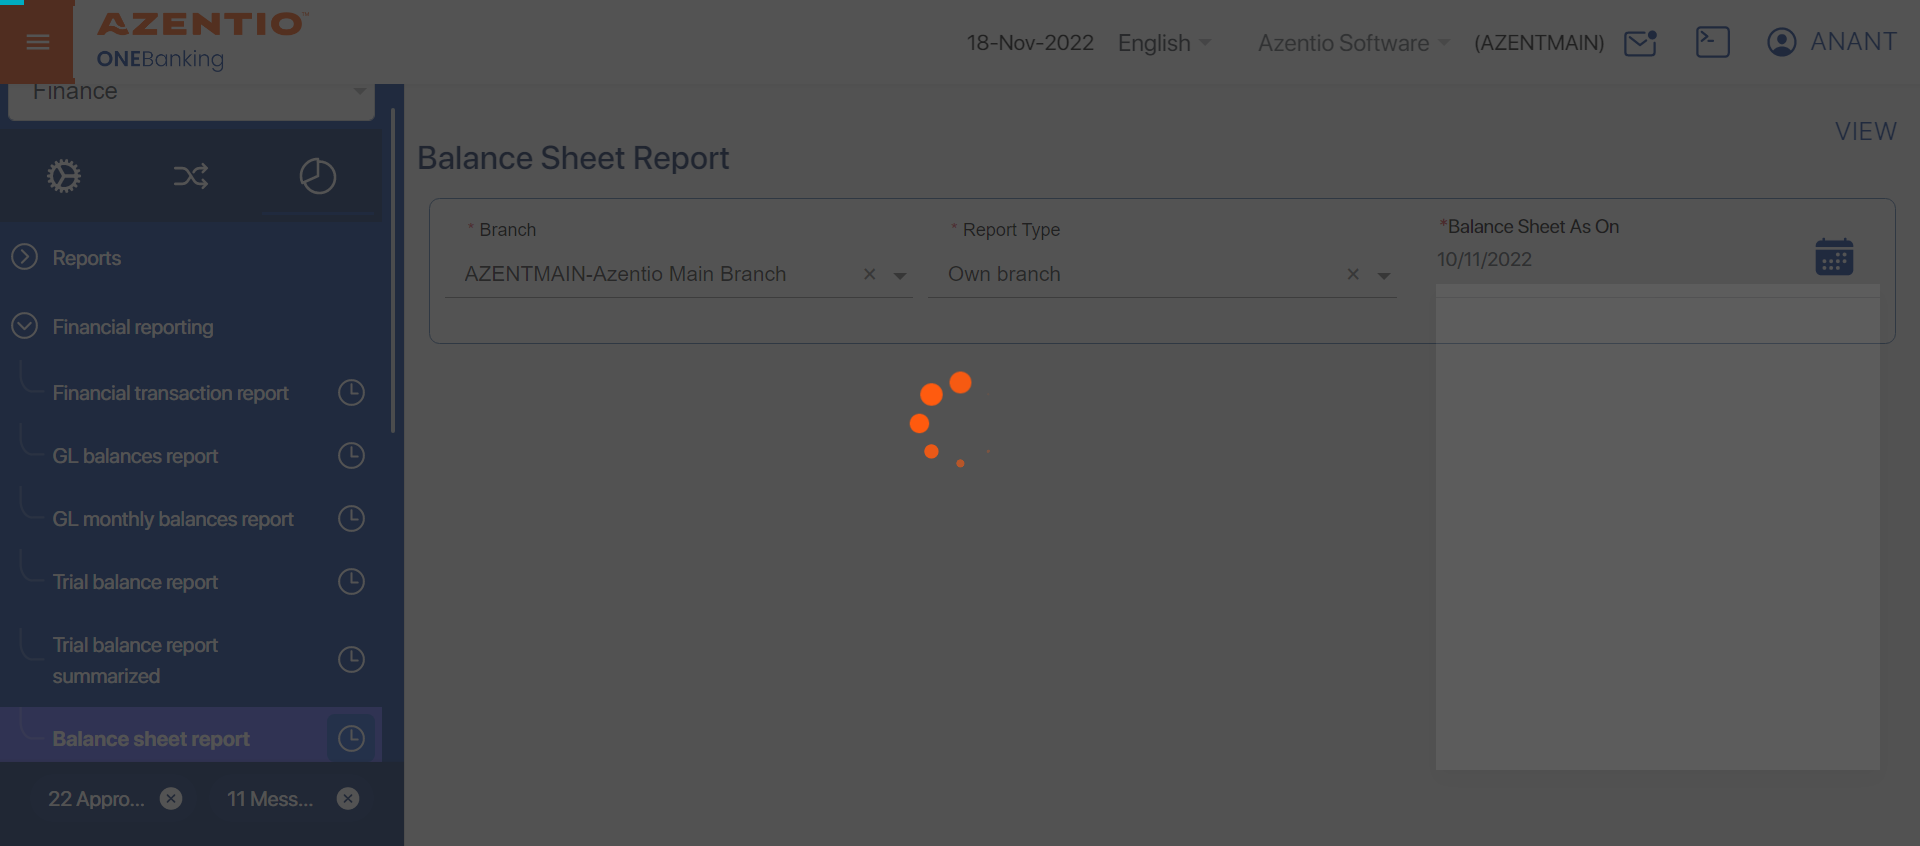 AZENTIO™
ONEBanking
18-Nov-2022 English Azentio Software (AZENTMAIN) ANANT
Finance
VIEW
Balance Sheet Report
* Branch
AZENTMAIN-Azentio Main Branch
* Report Type
Own branch
*Balance Sheet As On
10/11/2022
Reports
Financial reporting
Financial transaction report
GL balances report
GL monthly balances report
Trial balance report
Trial balance report
summarized
Balance sheet report
22 Appro...
11 Mess...